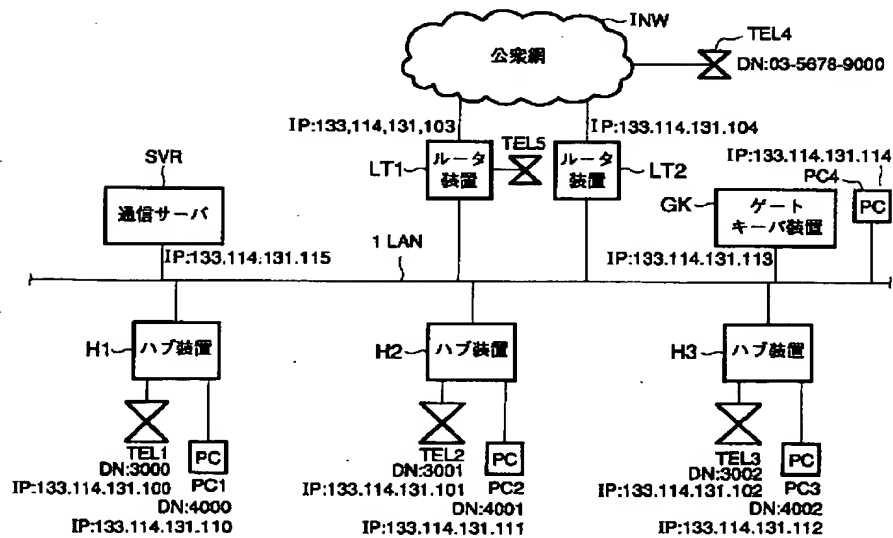 INW
公衆網
TEL4
DN:03-5678-9000
IP:133,114,131,103
IP:133.114.131.104
TEL5
IP:133.114.131.114
SVR
LT1
ルータ
装置
ルータ
装置
LT2
PC4
PC
通信サーバ
GK
ゲート
キーパ装置
IP:133.114.131.115
1 LAN
IP:133.114.131.113
H1
ハブ装置
H2
ハブ装置
H3
ハブ装置
TEL1
DN:3000
IP:133.114.131.100
PC
PC1
DN:4000
IP:133.114.131.110
TEL2
DN:3001
IP:133.114.131.101
PC
PC2
DN:4001
IP:133.114.131.111
TEL3
DN:3002
IP:133.114.131.102
PC
PC3
DN:4002
IP:133.114.131.112